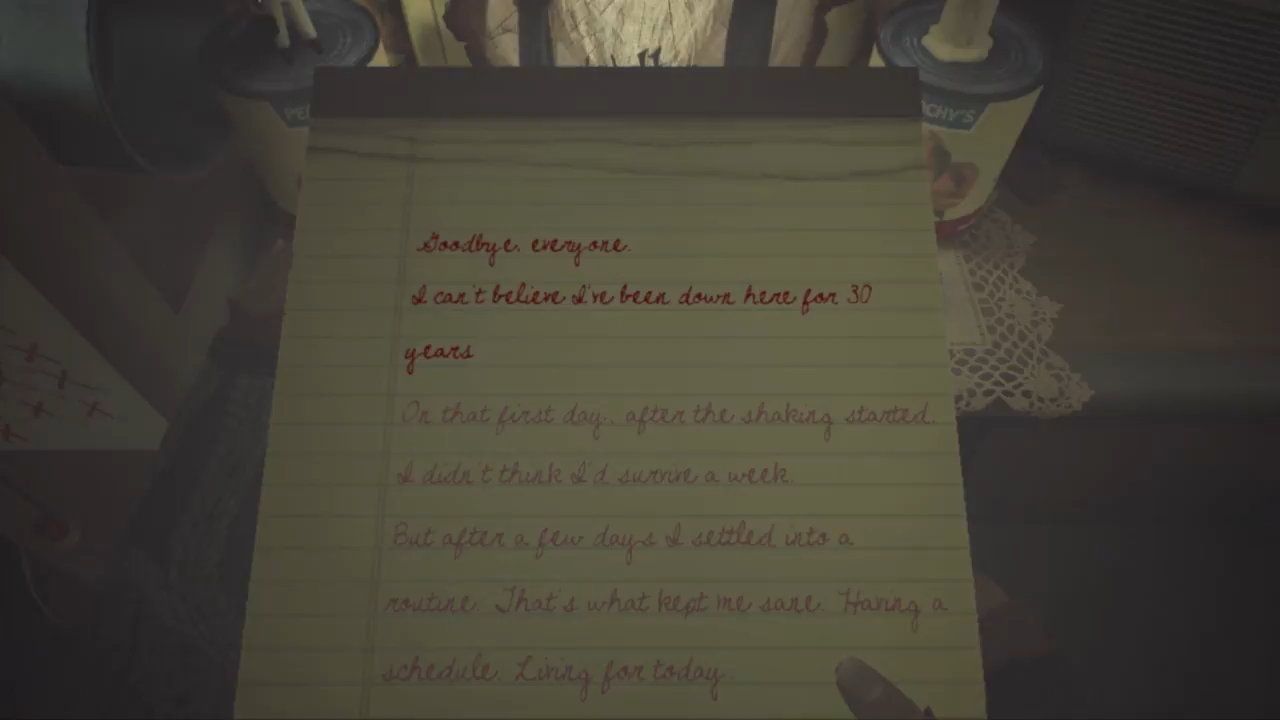 Goodbye, everyone.
I can't believe I've been down here for 30
years
On that first day, after the shaking started,
I didn't think I'd survive a week.
But after a few days I settled into a
routine. That's what kept me sane. Having a
schedule. Living for today